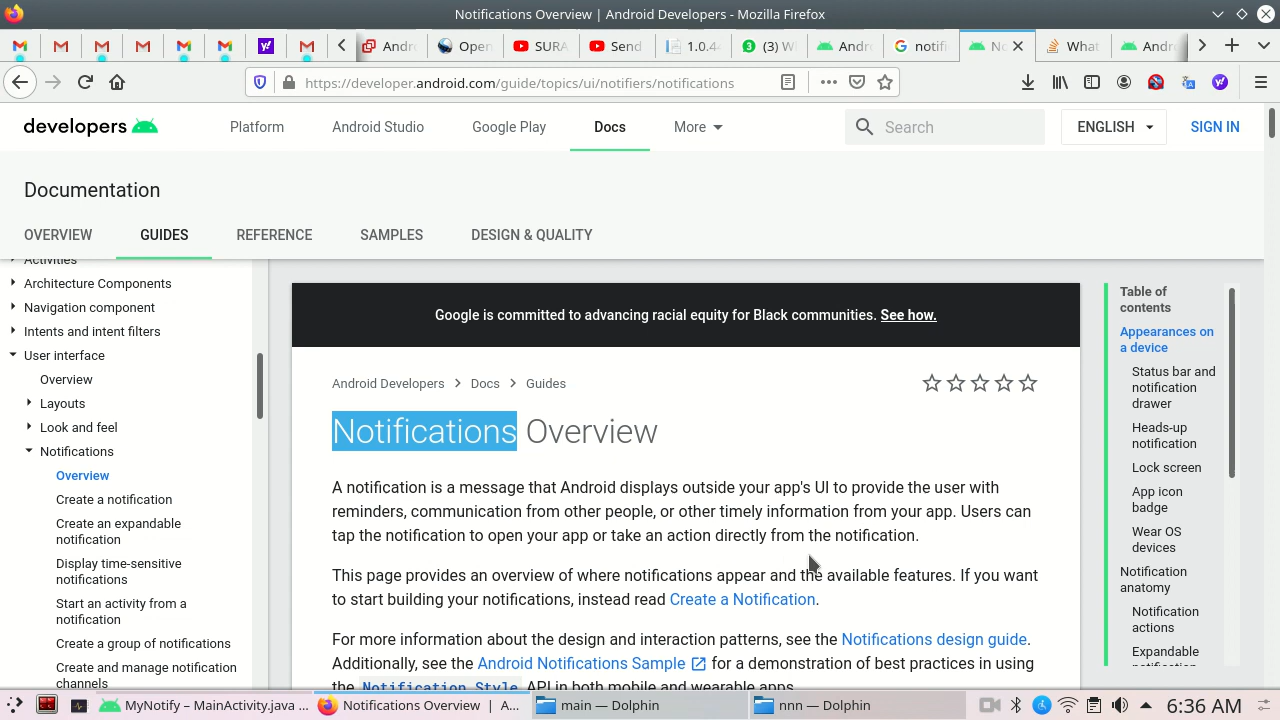 Notifications Overview | Android Developers - Mozilla Firefox
Andr
Open
SURA
Send
1.0.4
(3) W
Andr
notifi
No
What
Andr
https://developer.android.com/guide/topics/ui/notifiers/notifications
developers
Platform
Android Studio
Google Play
Docs
More
Search
ENGLISH
SIGN IN
Documentation
OVERVIEW
GUIDES
REFERENCE
SAMPLES
DESIGN & QUALITY
Activities
Architecture Components
Navigation component
Intents and intent filters
User interface
Overview
Layouts
Look and feel
Notifications
Overview
Create a notification
Create an expandable
notification
Display time-sensitive
notifications
Start an activity from a
notification
Create a group of notifications
Create and manage notification
channels
Google is committed to advancing racial equity for Black communities. See how.
Android Developers
Docs
Guides
Notifications Overview
A notification is a message that Android displays outside your app's UI to provide the user with
reminders, communication from other people, or other timely information from your app. Users can
tap the notification to open your app or take an action directly from the notification.
This page provides an overview of where notifications appear and the available features. If you want
to start building your notifications, instead read Create a Notification.
For more information about the design and interaction patterns, see the Notifications design guide.
Additionally, see the Android Notifications Sample for a demonstration of best practices in using
the Notification.Style API in both mobile and wearable apps.
Table of
contents
Appearances on
a device
Status bar and
notification
drawer
Heads-up
notification
Lock screen
App icon
badge
Wear OS
devices
Notification
anatomy
Notification
actions
Expandable
notification
MyNotify – MainActivity.java ...
Notifications Overview | A...
main — Dolphin
nnn — Dolphin
6:36 AM